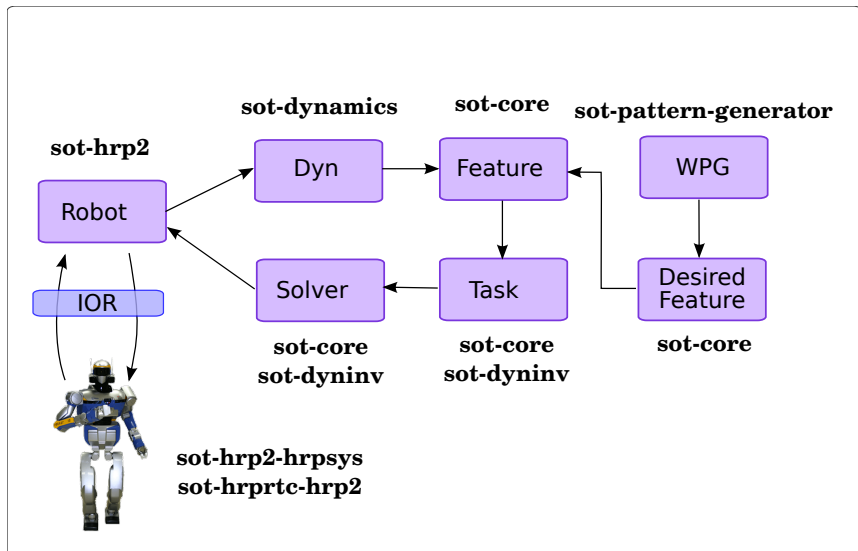 sot-dynamics
sot-core
sot-pattern-generator
sot-hrp2
Dyn
Feature
WPG
Robot
Solver
Task
Desired
Feature
IOR
sot-core
sot-dyninv
sot-core
sot-dyninv
sot-core
sot-hrp2-hrpsys
sot-hrprtc-hrp2